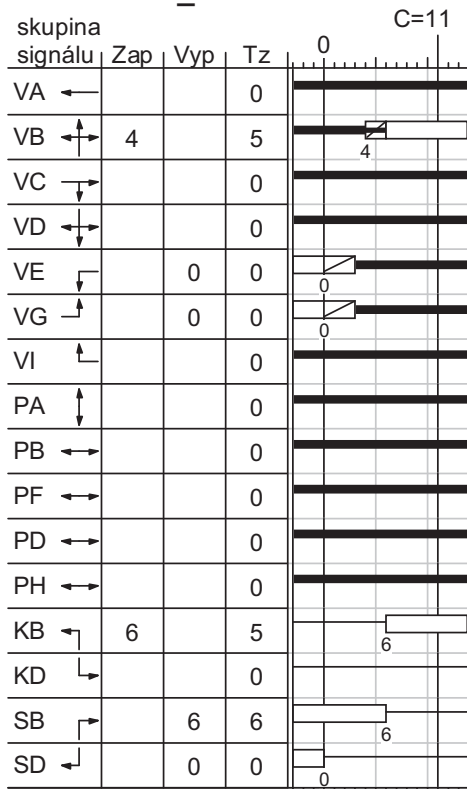 skupina
signálu Zap Vyp Tz 0 C=11
VA 0
VB 4 5 4
VC 0
VD 0
VE 0 0 0
VG 0 0 0
VI 0
PA 0
PB 0
PF 0
PD 0
PH 0
KB 6 5 6
KD 0
SB 6 6 6
SD 0 0 0